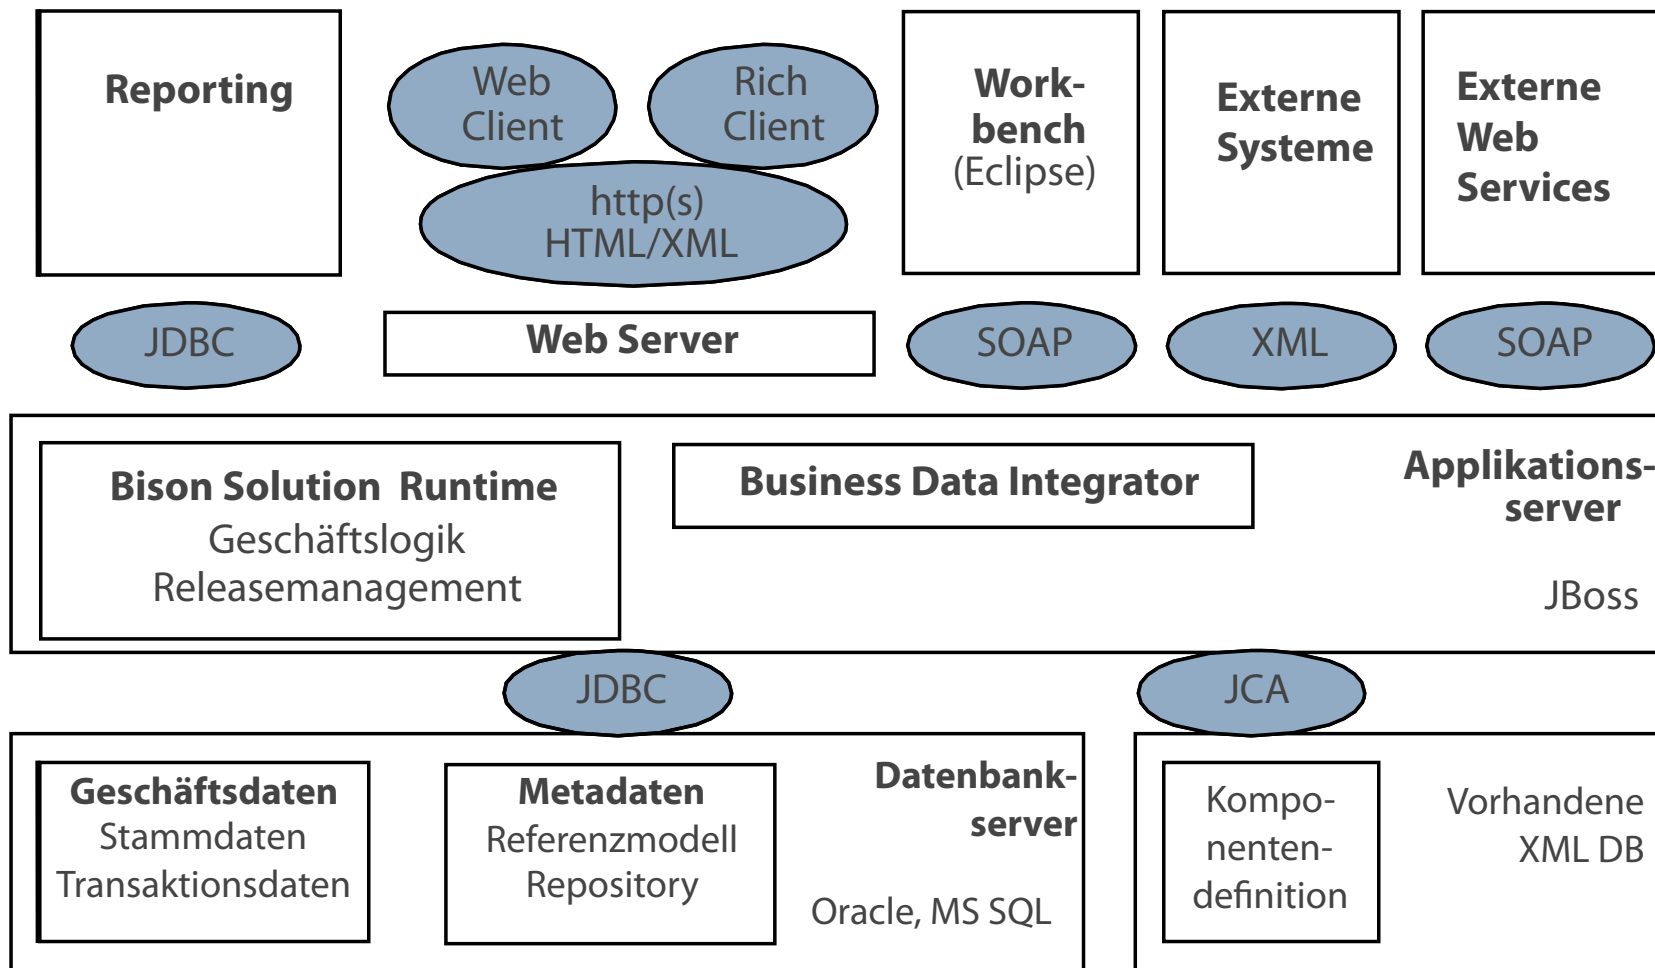 Reporting
Web
Client
Rich
Client
http(s)
HTML/XML
Work-
bench
(Eclipse)
Externe
Systeme
Externe
Web
Services
JDBC
Web Server
SOAP
XML
SOAP
Bison Solution Runtime
Geschäftslogik
Releasemanagement
Business Data Integrator
Applikations-
server
JBoss
JDBC
JCA
Geschäftsdaten
Stammdaten
Transaktionsdaten
Metadaten
Referenzmodell
Repository
Datenbank-
server
Oracle, MS SQL
Kompo-
nenten-
definition
Vorhandene
XML DB